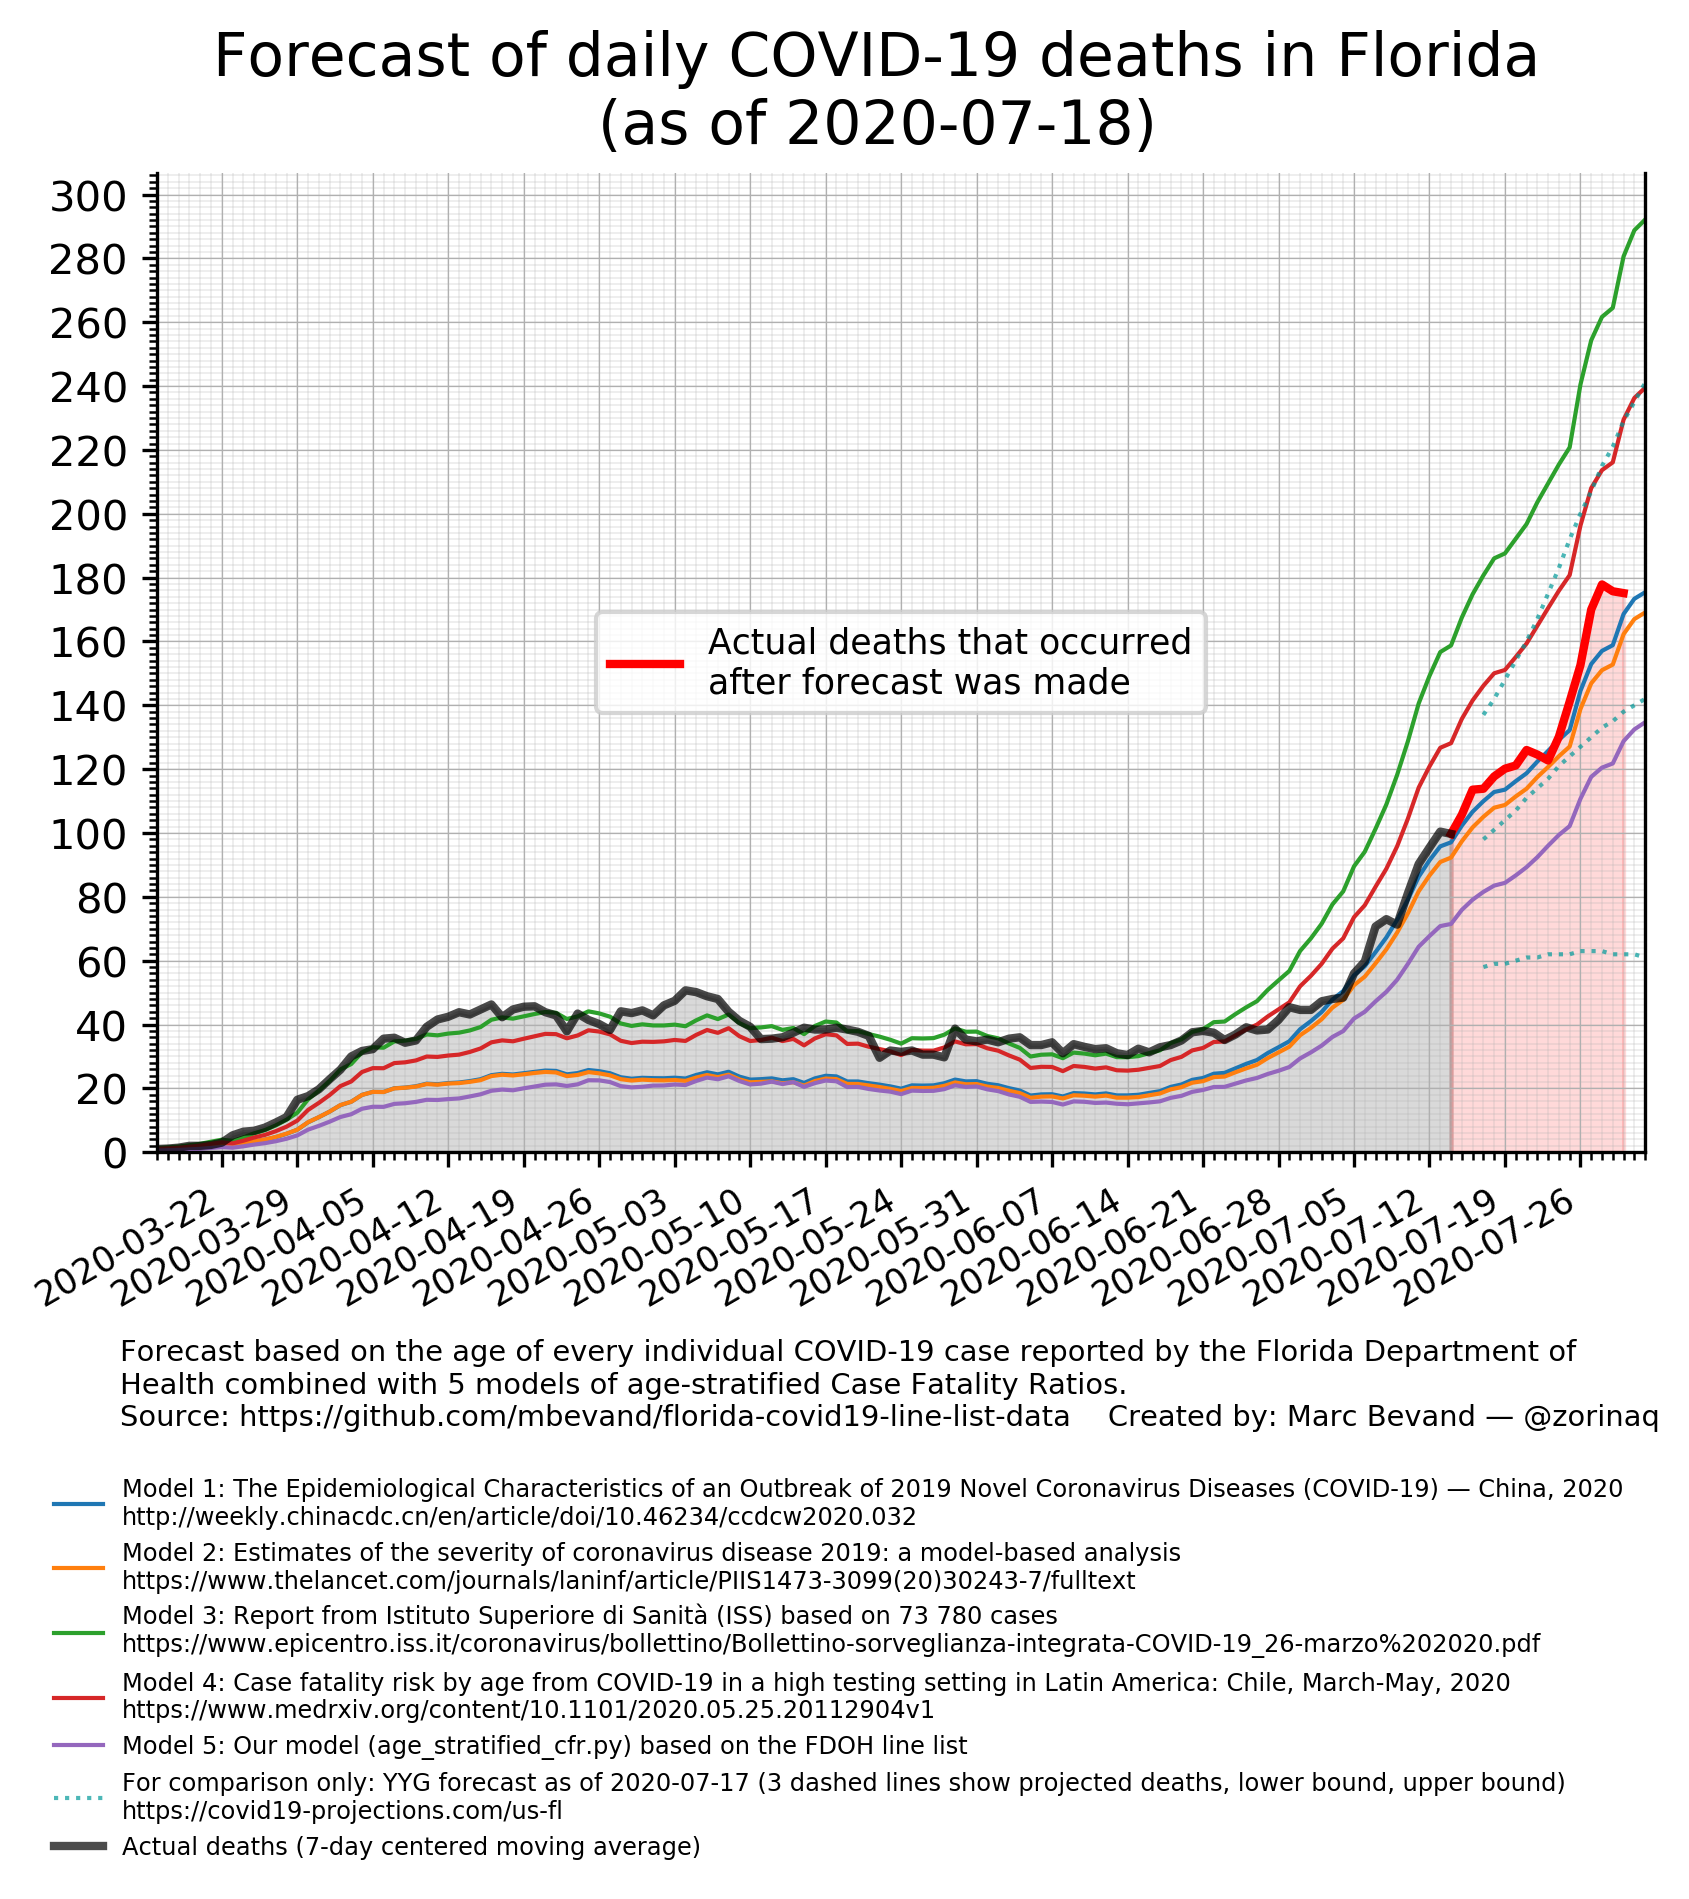 Forecast of daily COVID-19 deaths in Florida
(as of 2020-07-18)
300
280
260
240
220
200
180
160
140
120
100
80
60
40
20
0
Actual deaths that occurred
after forecast was made
2020-03-22
2020-03-29
2020-04-05
2020-04-12
2020-04-19
2020-04-26
2020-05-03
2020-05-10
2020-05-17
2020-05-24
2020-05-31
2020-06-07
2020-06-14
2020-06-21
2020-06-28
2020-07-05
2020-07-12
2020-07-19
2020-07-26
Forecast based on the age of every individual COVID-19 case reported by the Florida Department of
Health combined with 5 models of age-stratified Case Fatality Ratios.
Source: https://github.com/mbevand/florida-covid19-line-list-data Created by: Marc Bevand — @zorinaq
Model 1: The Epidemiological Characteristics of an Outbreak of 2019 Novel Coronavirus Diseases (COVID-19) — China, 2020
http://weekly.chinacdc.cn/en/article/doi/10.46234/ccdcw2020.032
Model 2: Estimates of the severity of coronavirus disease 2019: a model-based analysis
https://www.thelancet.com/journals/laninf/article/PIIS1473-3099(20)30243-7/fulltext
Model 3: Report from Istituto Superiore di Sanità (ISS) based on 73 780 cases
https://www.epicentro.iss.it/coronavirus/bollettino/Bollettino-sorveglianza-integrata-COVID-19_26-marzo%202020.pdf
Model 4: Case fatality risk by age from COVID-19 in a high testing setting in Latin America: Chile, March-May, 2020
https://www.medrxiv.org/content/10.1101/2020.05.25.20112904v1
Model 5: Our model (age_stratified_cfr.py) based on the FDOH line list
For comparison only: YYG forecast as of 2020-07-17 (3 dashed lines show projected deaths, lower bound, upper bound)
https://covid19-projections.com/us-fl
Actual deaths (7-day centered moving average)